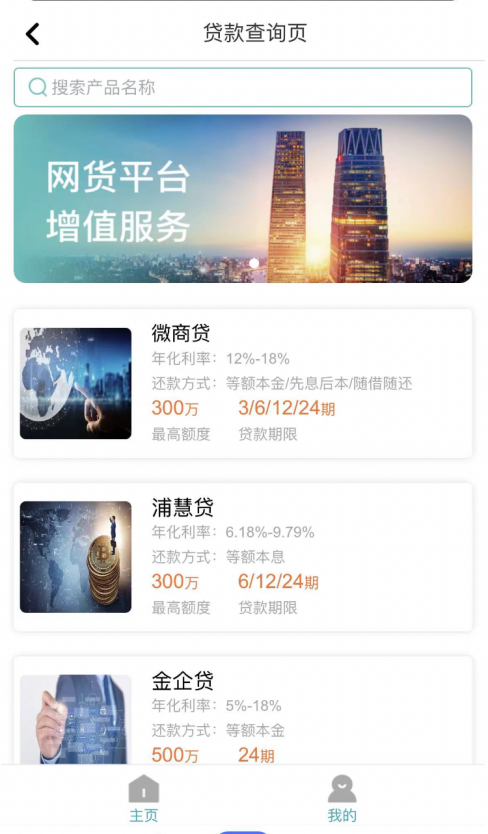 贷款查询页
搜索产品名称
网货平台
增值服务
微商贷
年化利率：12%-18%
还款方式：等额本金/先息后本/随借随还
300万 3/6/12/24期
最高额度 贷款期限
浦慧贷
年化利率：6.18%-9.79%
还款方式：等额本息
300万 6/12/24期
最高额度 贷款期限
金企贷
年化利率：5%-18%
还款方式：等额本金
500万 24期
主页 我的